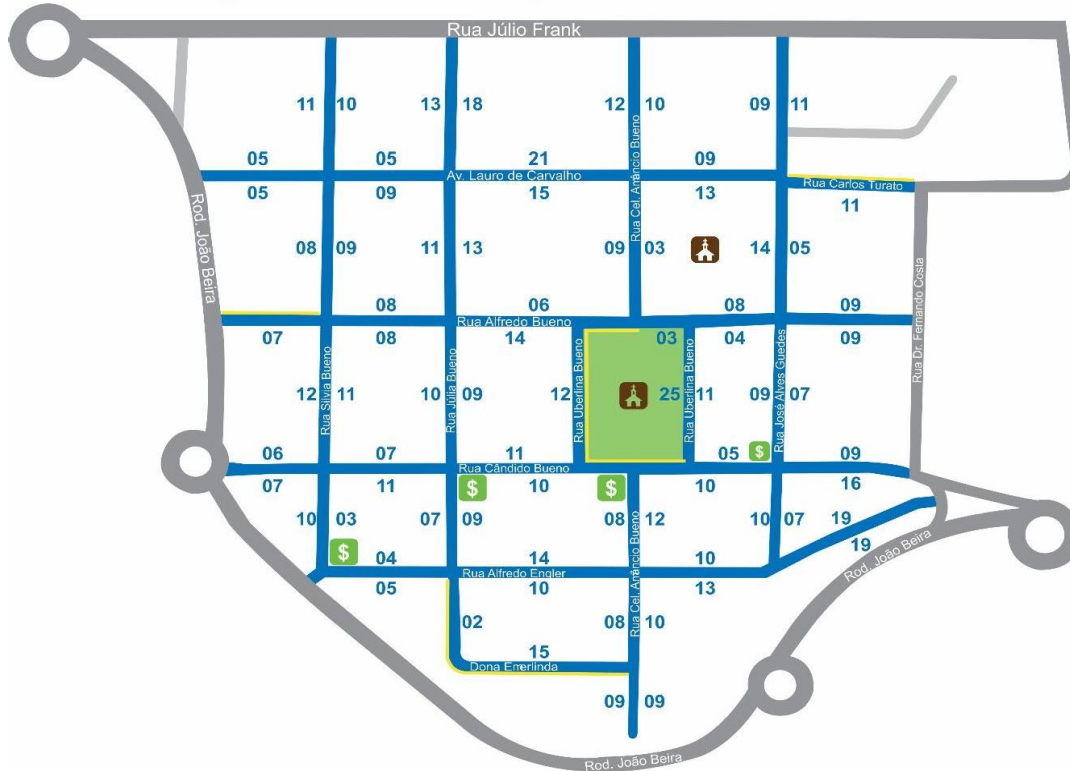 Rua Júlio Frank
11 10 13 18 12 10 09 11
05 05 21 09
Av. Lauro de Carvalho
Rua Carlos Turato
05 09 15 13 11
Rua Cel. Amâncio Bueno
Rod. João Beira
08 09 11 13 09 03 14 05
Rua Dr. Fernando Costa
08 06 08 09
Rua Alfredo Bueno
07 08 14 03 04 09
Rua Silvia Bueno
Rua Júlia Bueno
Rua Uberlina Bueno
Rua Uberlina Bueno
Rua José Alves Guedes
12 11 10 09 12 25 11 09 07
06 07 11 05 $ 09
Rua Cândido Bueno
07 11 $ 10 $ 10 16
10 03 07 09 08 12 10 07 19
Rua Cel. Amâncio Bueno
19
Rod. João Beira
$ 04 14 10
Rua Alfredo Engler
05 10 13
02 08 10
15
Dona Emerlinda
09 09
Rod. João Beira